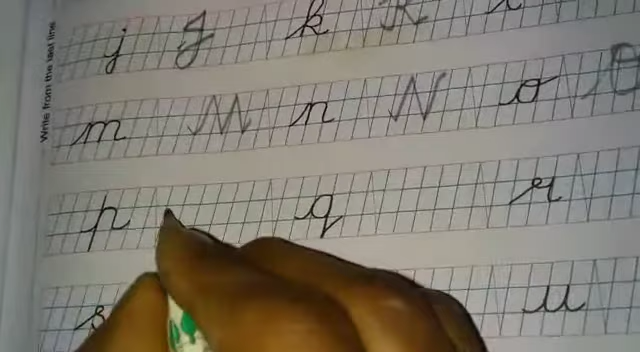 Write from the last line
j J k K
m M n N o O
p q r
s u